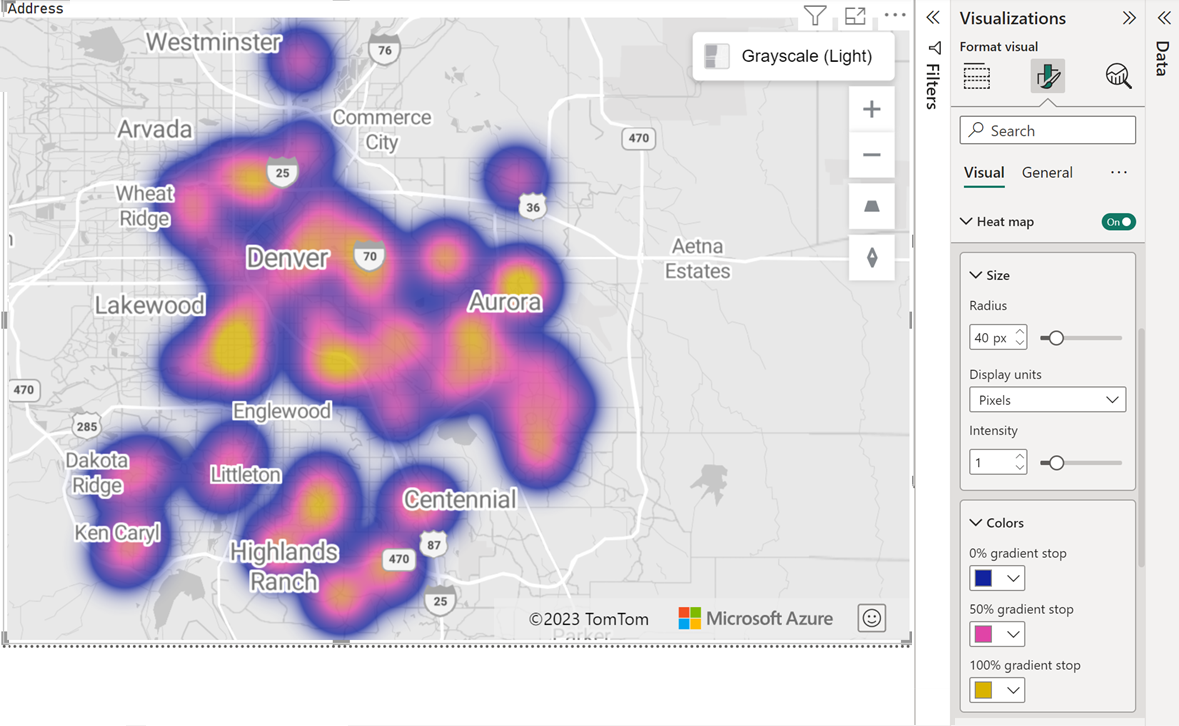 Address
Westminster
76
Grayscale (Light)
Commerce
City
Arvada
470
25
Wheat
Ridge
36
Denver
70
Aetna
Estates
Lakewood
Aurora
470
Englewood
285
Dakota
Ridge
Littleton
Centennial
Ken Caryl
87
470
Highlands
Ranch
25
©2023 TomTom
Microsoft Azure
Parker
Filters
Visualizations
Format visual
Search
Visual
General
Heat map
On
Size
Radius
40 px
Display units
Pixels
Intensity
1
Colors
0% gradient stop
50% gradient stop
100% gradient stop
Data